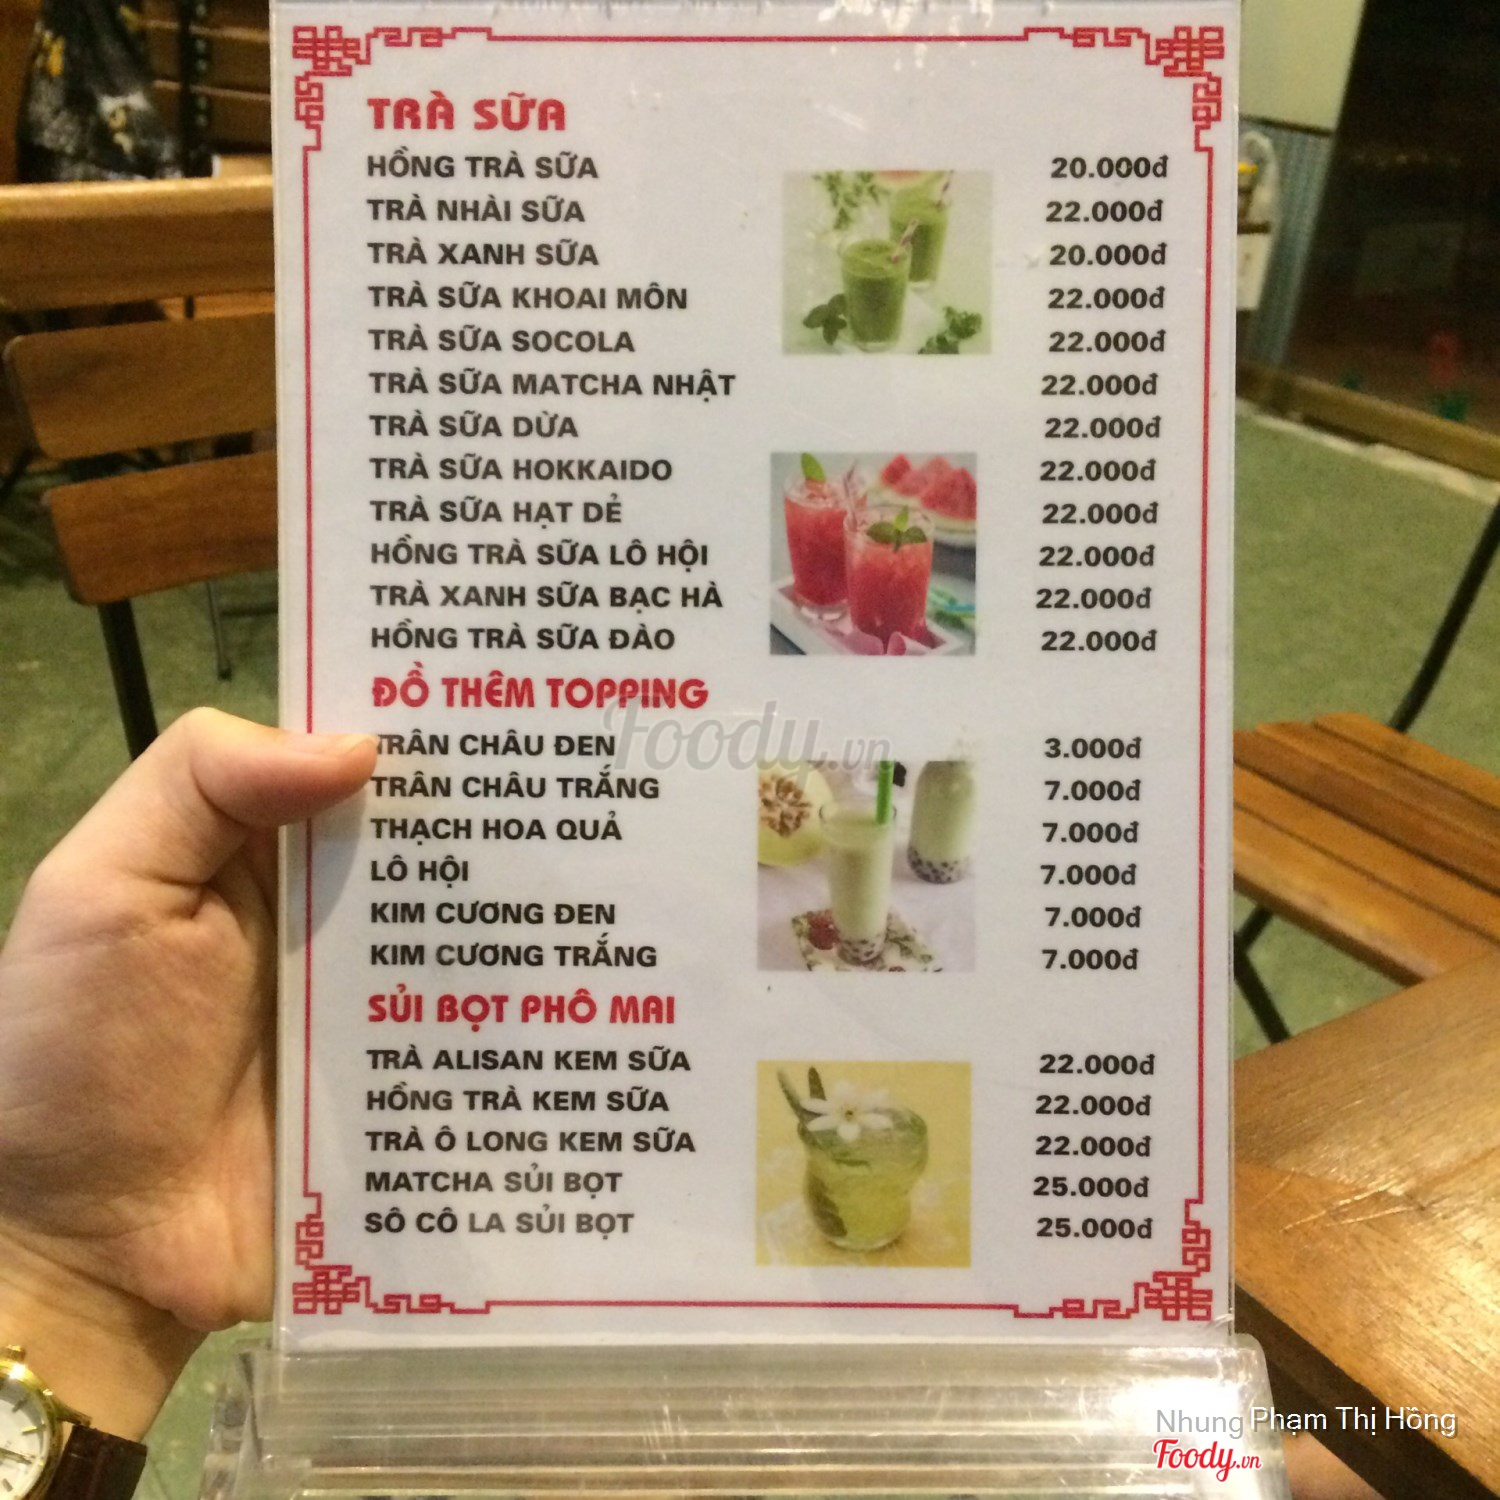 TRÀ SỮA
HỒNG TRÀ SỮA 20.000đ
TRÀ NHÀI SỮA 22.000đ
TRÀ XANH SỮA 20.000đ
TRÀ SỮA KHOAI MÔN 22.000đ
TRÀ SỮA SOCOLA 22.000đ
TRÀ SỮA MATCHA NHẬT 22.000đ
TRÀ SỮA DỪA 22.000đ
TRÀ SỮA HOKKAIDO 22.000đ
TRÀ SỮA HẠT DẺ 22.000đ
HỒNG TRÀ SỮA LÔ HỘI 22.000đ
TRÀ XANH SỮA BẠC HÀ 22.000đ
HỒNG TRÀ SỮA ĐÀO 22.000đ
ĐỒ THÊM TOPPING
TRÂN CHÂU ĐEN 3.000đ
TRÂN CHÂU TRẮNG 7.000đ
THẠCH HOA QUẢ 7.000đ
LÔ HỘI 7.000đ
KIM CƯƠNG ĐEN 7.000đ
KIM CƯƠNG TRẮNG 7.000đ
SỦI BỌT PHÔ MAI
TRÀ ALISAN KEM SỮA 22.000đ
HỒNG TRÀ KEM SỮA 22.000đ
TRÀ Ô LONG KEM SỮA 22.000đ
MATCHA SỦI BỌT 25.000đ
SÔ CÔ LA SỦI BỌT 25.000đ
Foody.vn
Nhung Phạm Thị Hồng
Foody.vn